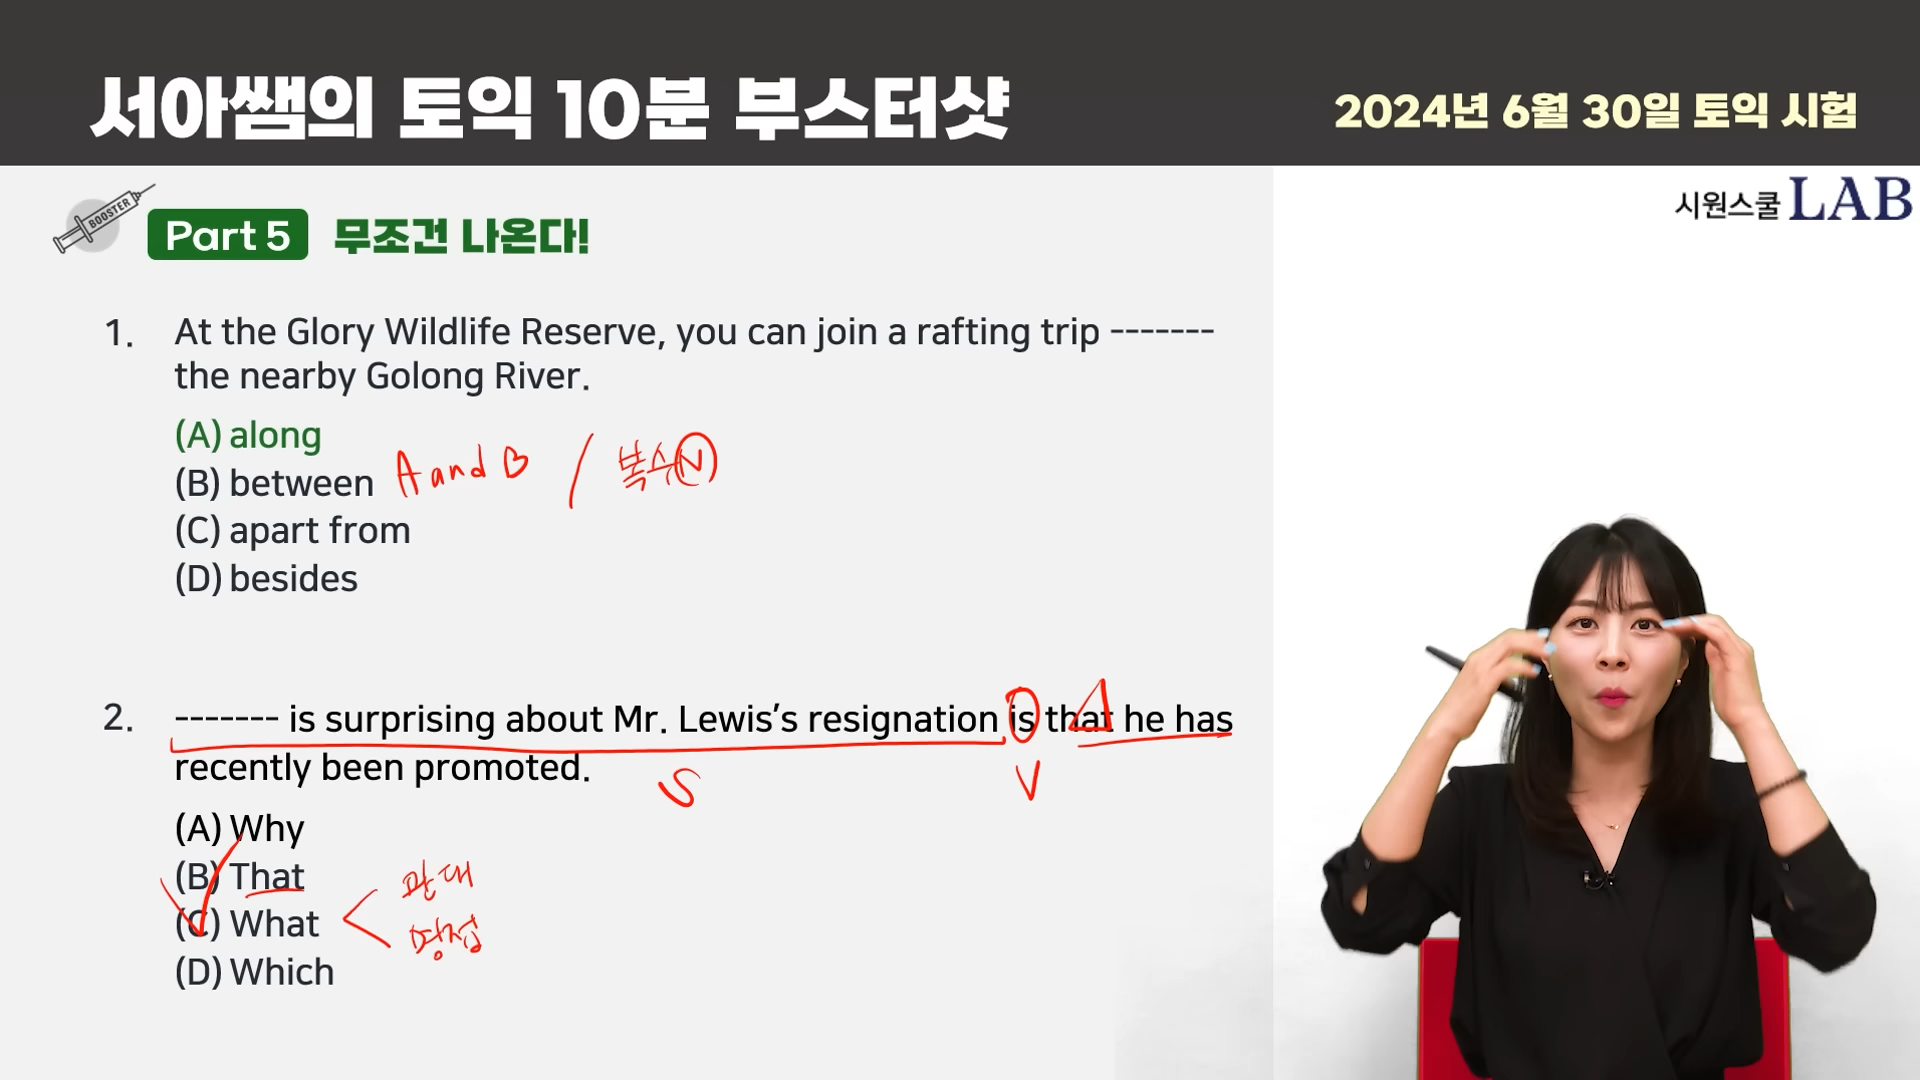 서아쌤의 토익 10분 부스터샷
2024년 6월 30일 토익 시험
시원스쿨 LAB
BOOSTER
Part 5 무조건 나온다!
1. At the Glory Wildlife Reserve, you can join a rafting trip -------
the nearby Golong River.
(A) along
(B) between A and B / 복수 N
(C) apart from
(D) besides
2. ------- is surprising about Mr. Lewis's resignation is that he has
recently been promoted.
S V
(A) Why
(B) That
(C) What < 관대
명접
(D) Which